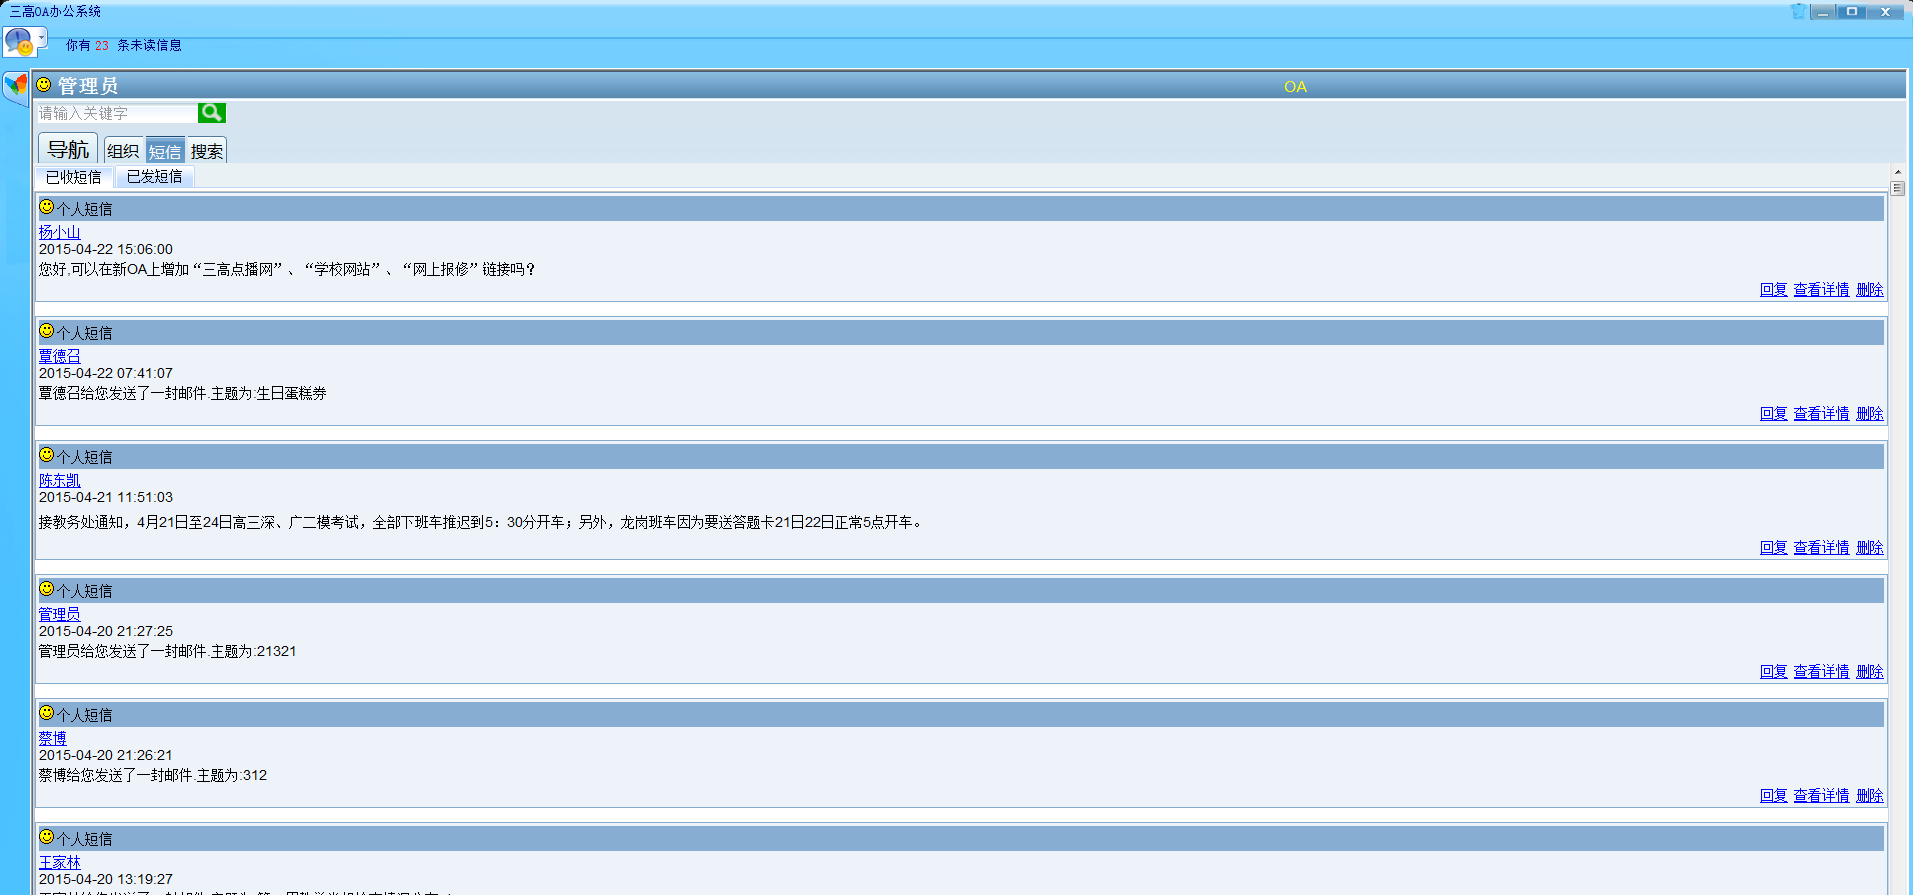 三高OA办公系统
你有 23 条未读信息
管理员 OA
请输入关键字
导航 组织 短信 搜索
已收短信 已发短信
个人短信
杨小山
2015-04-22 15:06:00
您好,可以在新OA上增加“三高点播网”、“学校网站”、“网上报修”链接吗？
回复 查看详情 删除
个人短信
覃德召
2015-04-22 07:41:07
覃德召给您发送了一封邮件.主题为:生日蛋糕券
回复 查看详情 删除
个人短信
陈东凯
2015-04-21 11:51:03
接教务处通知，4月21日至24日高三深、广二模考试，全部下班车推迟到5：30分开车；另外，龙岗班车因为要送答题卡21日22日正常5点开车。
回复 查看详情 删除
个人短信
管理员
2015-04-20 21:27:25
管理员给您发送了一封邮件.主题为:21321
回复 查看详情 删除
个人短信
蔡博
2015-04-20 21:26:21
蔡博给您发送了一封邮件.主题为:312
回复 查看详情 删除
个人短信
王家林
2015-04-20 13:19:27